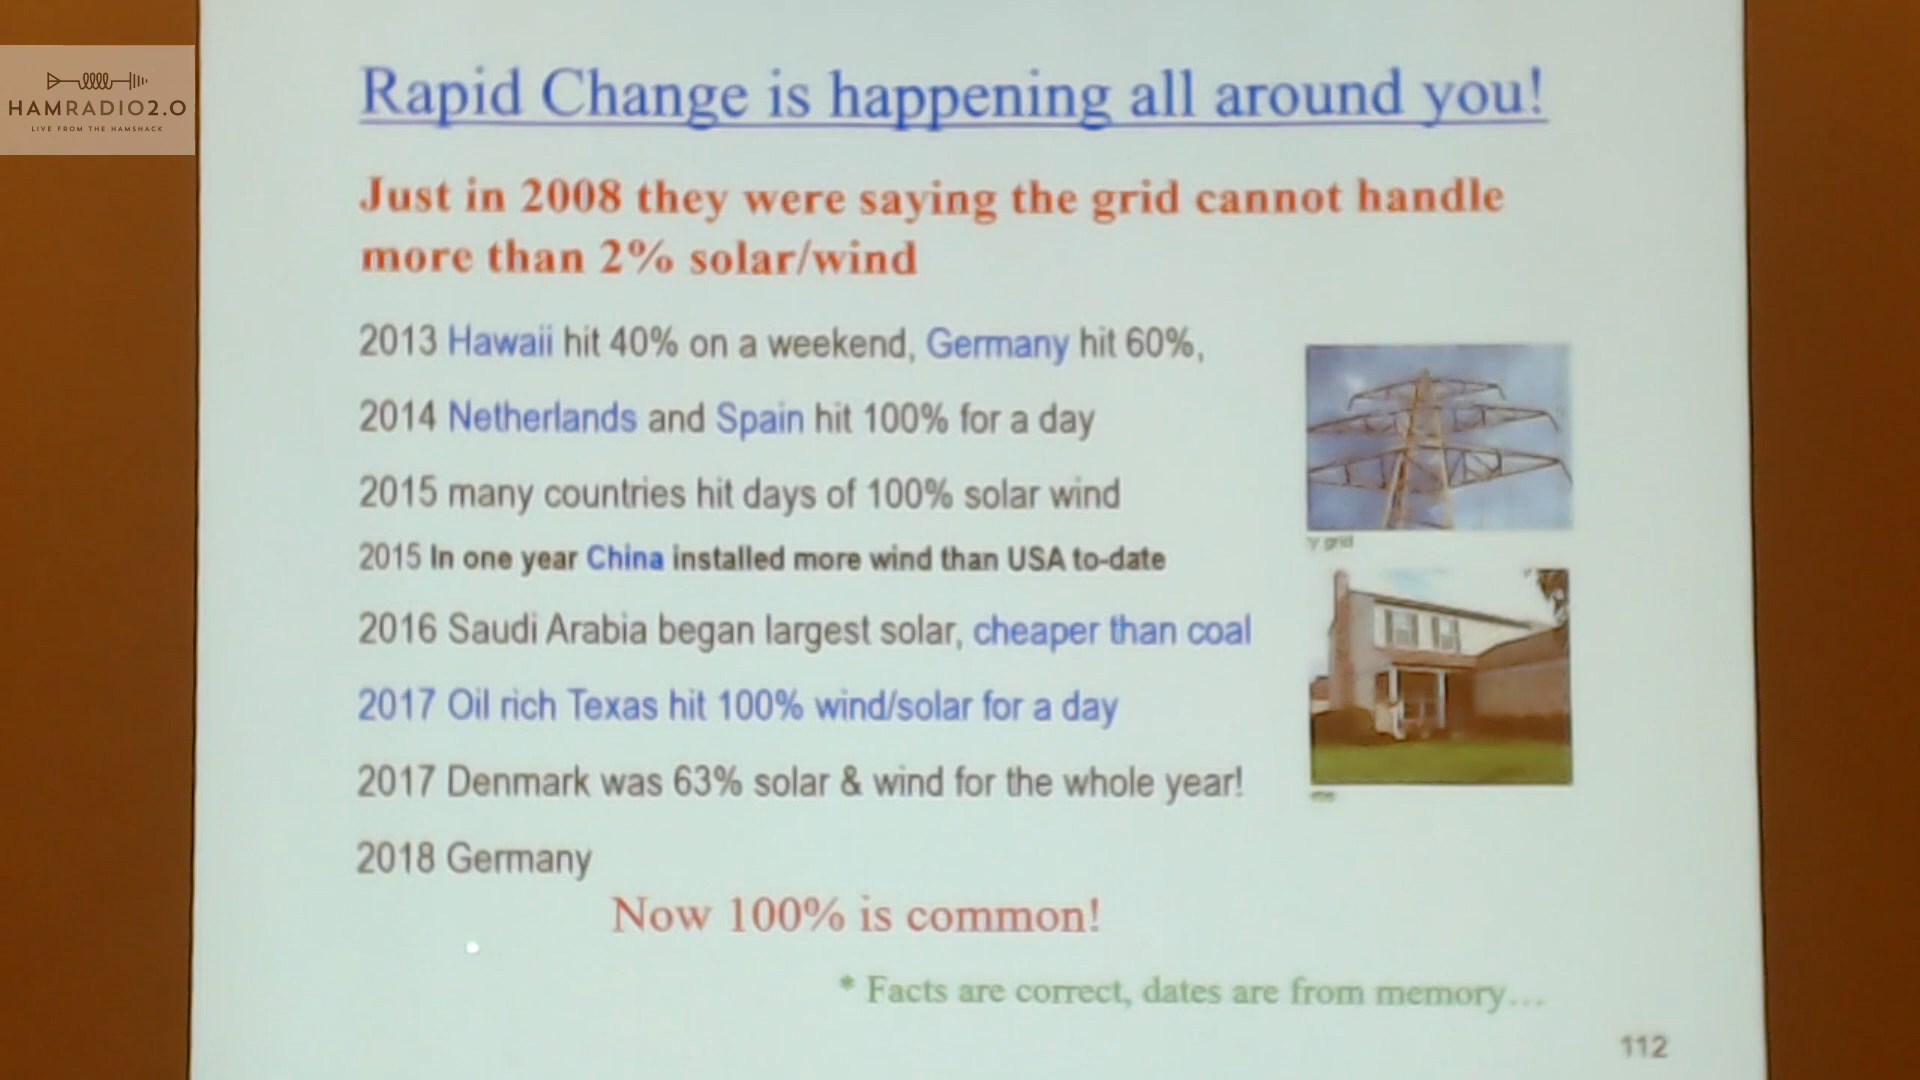 HAMRADIO2.0
LIVE FROM THE HAMSHACK
Rapid Change is happening all around you!
Just in 2008 they were saying the grid cannot handle
more than 2% solar/wind
2013 Hawaii hit 40% on a weekend, Germany hit 60%,
2014 Netherlands and Spain hit 100% for a day
2015 many countries hit days of 100% solar wind
2015 In one year China installed more wind than USA to-date
2016 Saudi Arabia began largest solar, cheaper than coal
2017 Oil rich Texas hit 100% wind/solar for a day
2017 Denmark was 63% solar & wind for the whole year!
2018 Germany
Now 100% is common!
* Facts are correct, dates are from memory...
y grid
112